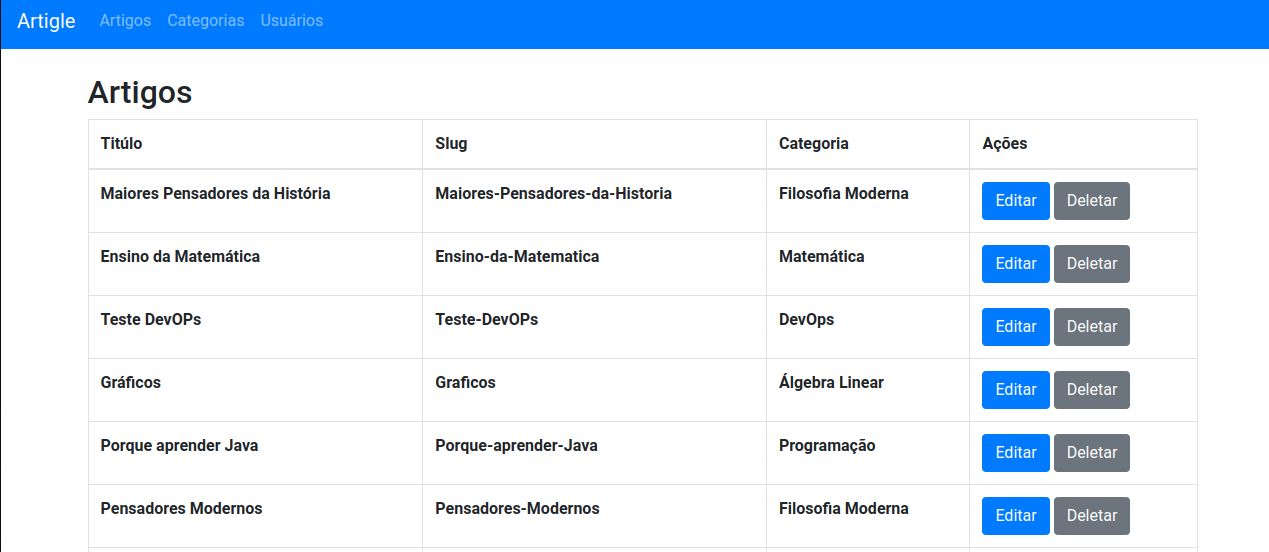 Artigle Artigos Categorias Usuários
Artigos
Titúlo Slug Categoria Ações
Maiores Pensadores da História Maiores-Pensadores-da-Historia Filosofia Moderna Editar Deletar
Ensino da Matemática Ensino-da-Matematica Matemática Editar Deletar
Teste DevOPs Teste-DevOPs DevOps Editar Deletar
Gráficos Graficos Álgebra Linear Editar Deletar
Porque aprender Java Porque-aprender-Java Programação Editar Deletar
Pensadores Modernos Pensadores-Modernos Filosofia Moderna Editar Deletar